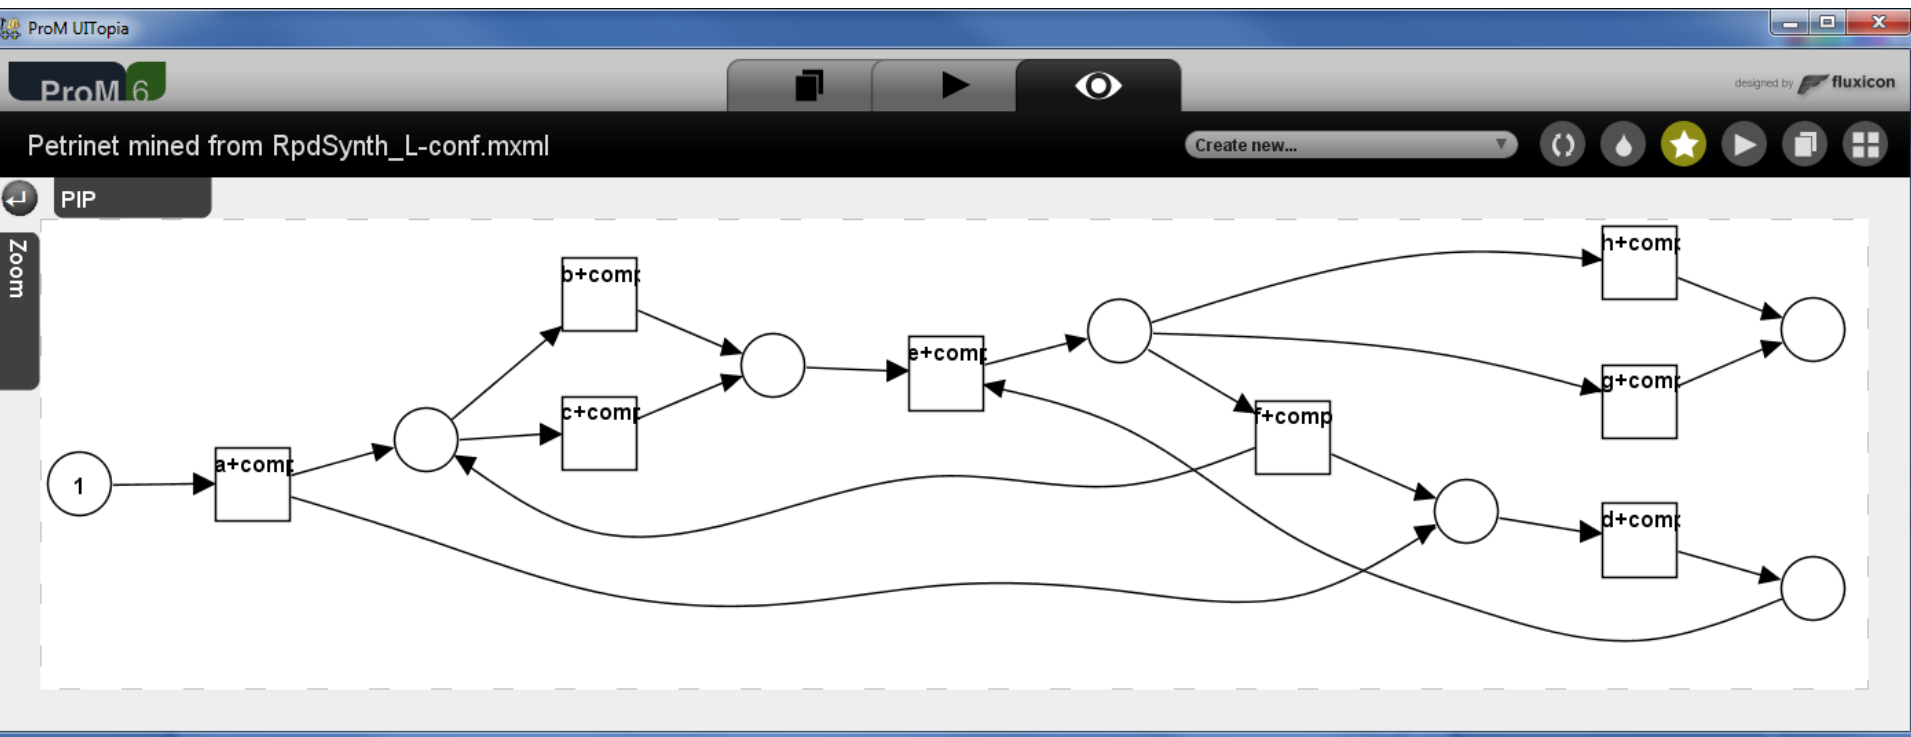 ProM UITopia
ProM 6
designed by fluxicon
Petrinet mined from RpdSynth_L-conf.mxml
Create new...
PIP
Zoom
h+comp
b+comp
e+comp
g+comp
c+comp
f+comp
a+comp
1
d+comp